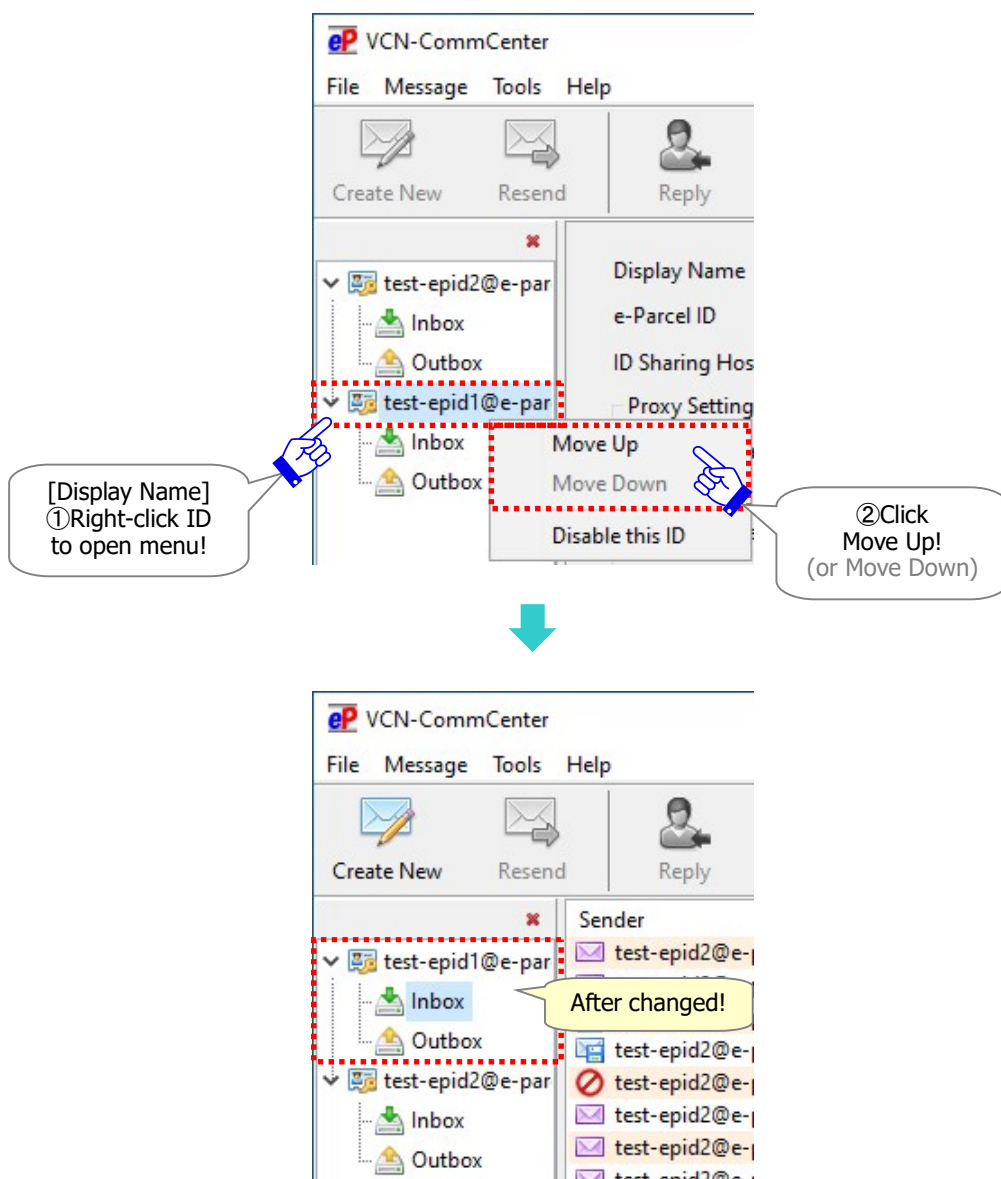 eP VCN-CommCenter
File Message Tools Help
Create New Resend Reply
test-epid2@e-par
Inbox
Outbox
test-epid1@e-par
Inbox
Outbox
Display Name
e-Parcel ID
ID Sharing Hos
Proxy Setting
Move Up
Move Down
Disable this ID
[Display Name]
①Right-click ID
to open menu!
②Click
Move Up!
(or Move Down)
eP VCN-CommCenter
File Message Tools Help
Create New Resend Reply
test-epid1@e-par
Inbox
Outbox
test-epid2@e-par
Inbox
Outbox
Sender
test-epid2@e-p
After changed!
test-epid2@e-p
test-epid2@e-p
test-epid2@e-p
test-epid2@e-p